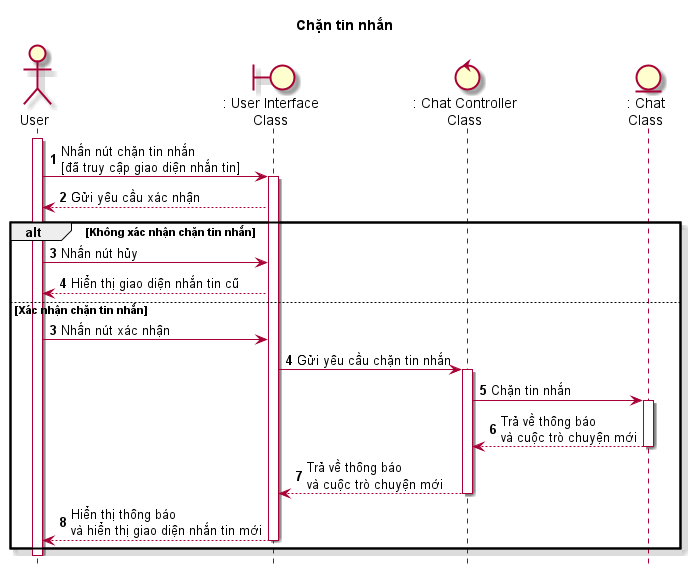 Chặn tin nhắn
User
: User Interface
Class
: Chat Controller
Class
: Chat
Class
1 Nhấn nút chặn tin nhắn
[đã truy cập giao diện nhắn tin]
2 Gửi yêu cầu xác nhận
alt [Không xác nhận chặn tin nhắn]
3 Nhấn nút hủy
4 Hiển thị giao diện nhắn tin cũ
[Xác nhận chặn tin nhắn]
3 Nhấn nút xác nhận
4 Gửi yêu cầu chặn tin nhắn
5 Chặn tin nhắn
6 Trả về thông báo
và cuộc trò chuyện mới
7 Trả về thông báo
và cuộc trò chuyện mới
8 Hiển thị thông báo
và hiển thị giao diện nhắn tin mới